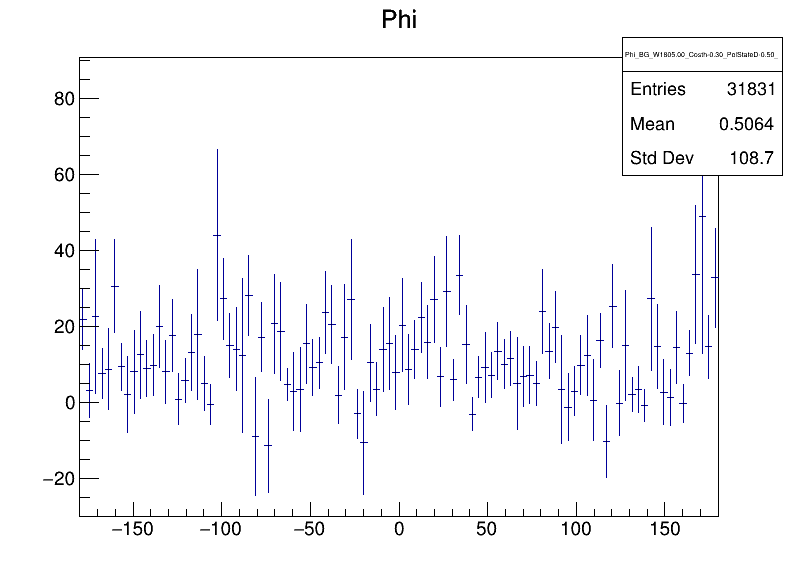 Phi
Phi_BG_W1605.00_Costh-0.30_PolStateD-0.50_
Entries 31831
Mean 0.5064
Std Dev 108.7
80
60
40
20
0
−20
−150 −100 −50 0 50 100 150